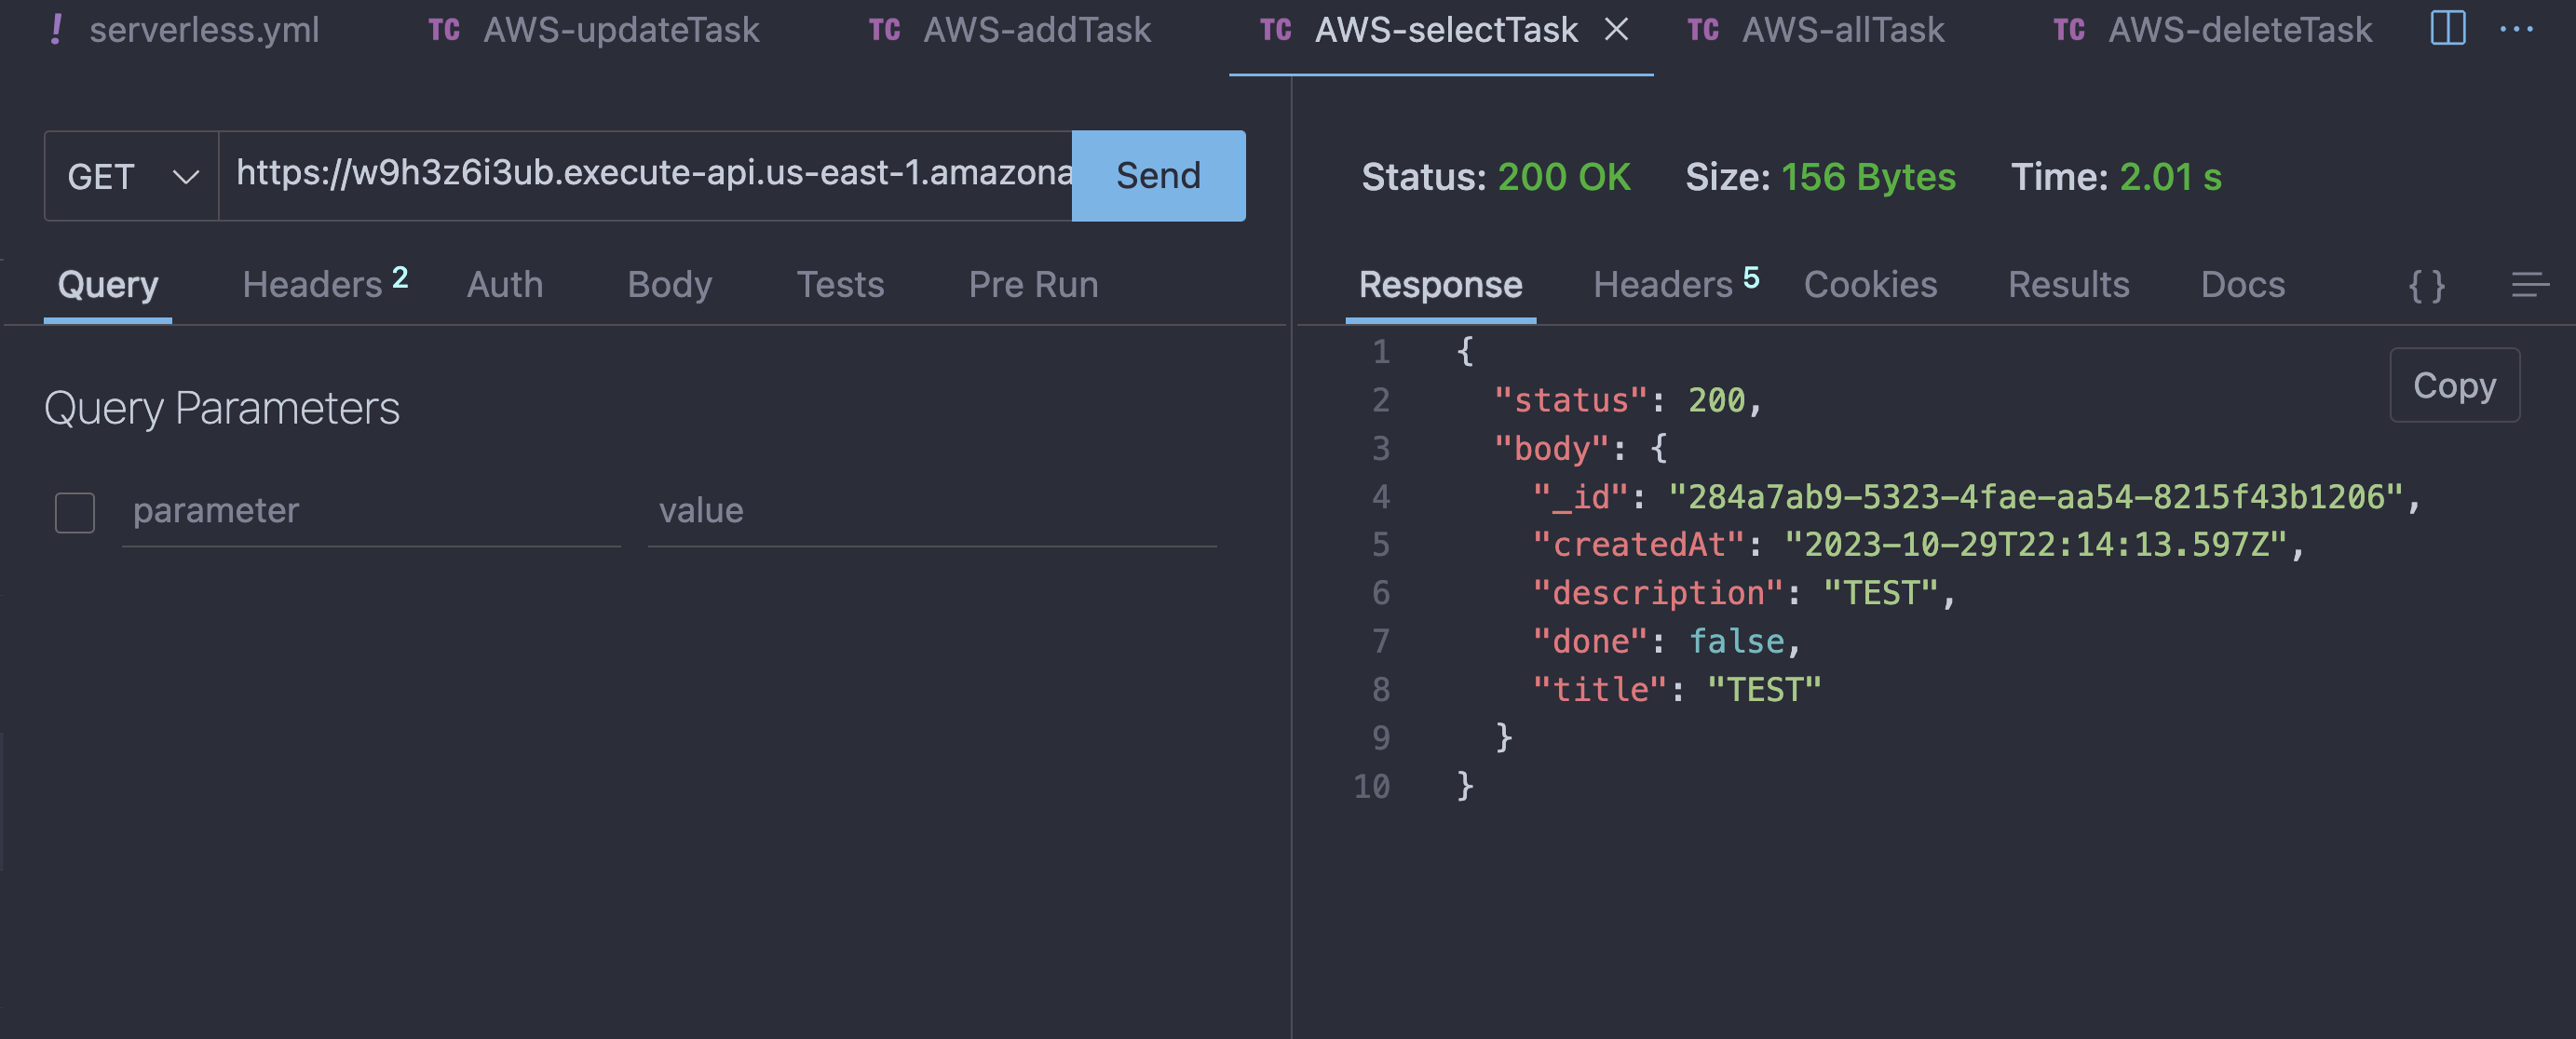 ! serverless.yml TC AWS-updateTask TC AWS-addTask TC AWS-selectTask TC AWS-allTask TC AWS-deleteTask
GET https://w9h3z6i3ub.execute-api.us-east-1.amazona Send
Query Headers 2 Auth Body Tests Pre Run
Query Parameters
parameter value
Status: 200 OK Size: 156 Bytes Time: 2.01 s
Response Headers 5 Cookies Results Docs { }
Copy
1 {
2 "status": 200,
3 "body": {
4 "_id": "284a7ab9-5323-4fae-aa54-8215f43b1206",
5 "createdAt": "2023-10-29T22:14:13.597Z",
6 "description": "TEST",
7 "done": false,
8 "title": "TEST"
9 }
10 }